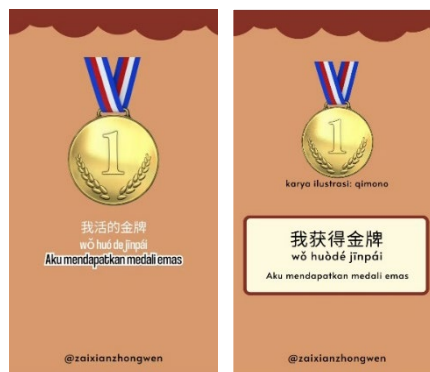 1
我活的金牌
wǒ huó de jīnpái
Aku mendapatkan medali emas
@zaixianzhongwen
1
karya ilustrasi: qimono
我获得金牌
wǒ huòdé jīnpái
Aku mendapatkan medali emas
@zaixianzhongwen